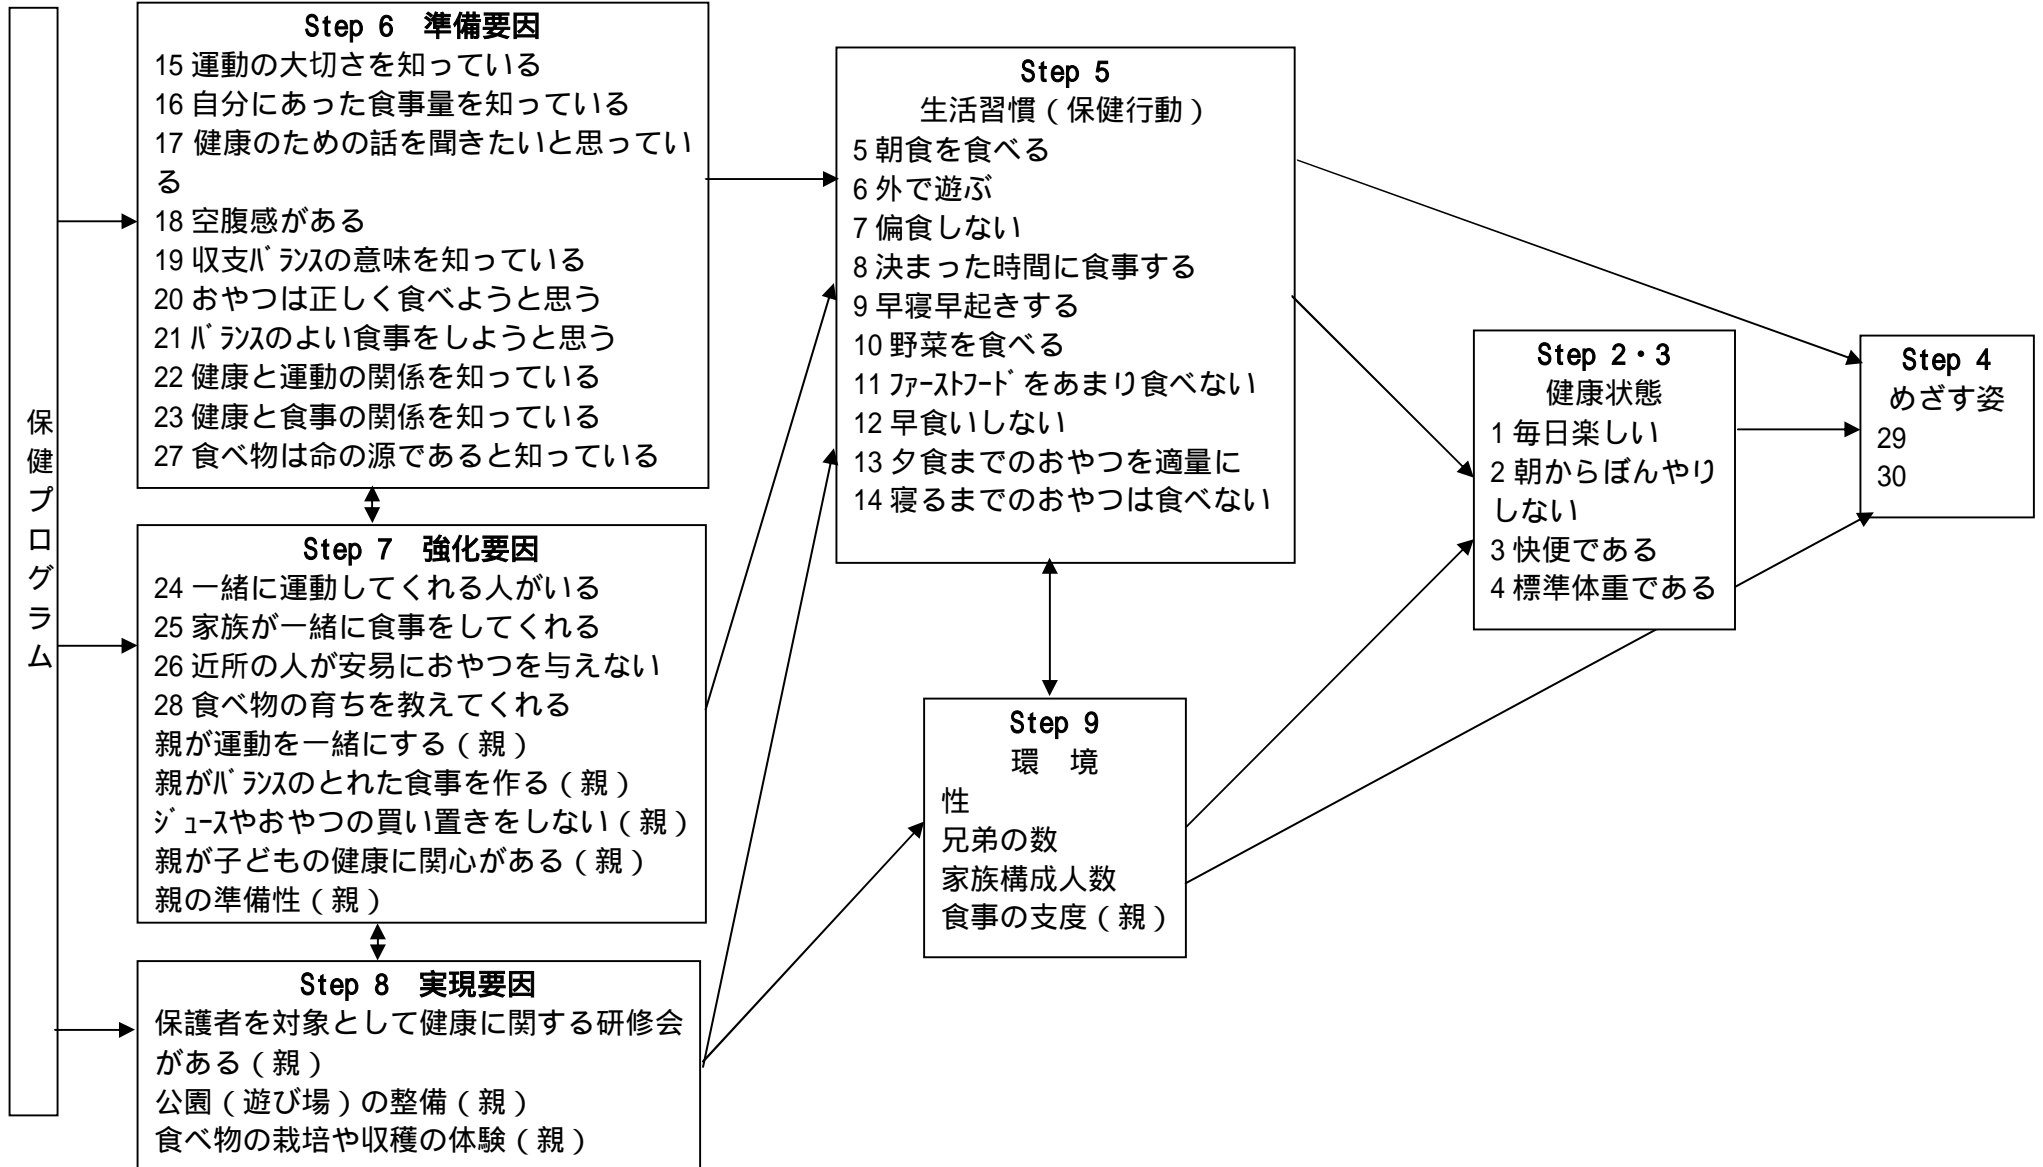 保健プログラム
Step 6 準備要因
15 運動の大切さを知っている
16 自分にあった食事量を知っている
17 健康のための話を聞きたいと思ってい
る
18 空腹感がある
19 収支ﾊﾞﾗﾝｽの意味を知っている
20 おやつは正しく食べようと思う
21 ﾊﾞﾗﾝｽのよい食事をしようと思う
22 健康と運動の関係を知っている
23 健康と食事の関係を知っている
27 食べ物は命の源であると知っている
Step 7 強化要因
24 一緒に運動してくれる人がいる
25 家族が一緒に食事をしてくれる
26 近所の人が安易におやつを与えない
28 食べ物の育ちを教えてくれる
親が運動を一緒にする（親）
親がﾊﾞﾗﾝｽのとれた食事を作る（親）
ｼﾞｭｰｽやおやつの買い置きをしない（親）
親が子どもの健康に関心がある（親）
親の準備性（親）
Step 8 実現要因
保護者を対象として健康に関する研修会
がある（親）
公園（遊び場）の整備（親）
食べ物の栽培や収穫の体験（親）
Step 5
生活習慣（保健行動）
5 朝食を食べる
6 外で遊ぶ
7 偏食しない
8 決まった時間に食事する
9 早寝早起きする
10 野菜を食べる
11 ﾌｧｰｽﾄﾌｰﾄﾞをあまり食べない
12 早食いしない
13 夕食までのおやつを適量に
14 寝るまでのおやつは食べない
Step 9
環 境
性
兄弟の数
家族構成人数
食事の支度（親）
Step 2・3
健康状態
1 毎日楽しい
2 朝からぼんやり
しない
3 快便である
4 標準体重である
Step 4
めざす姿
29
30